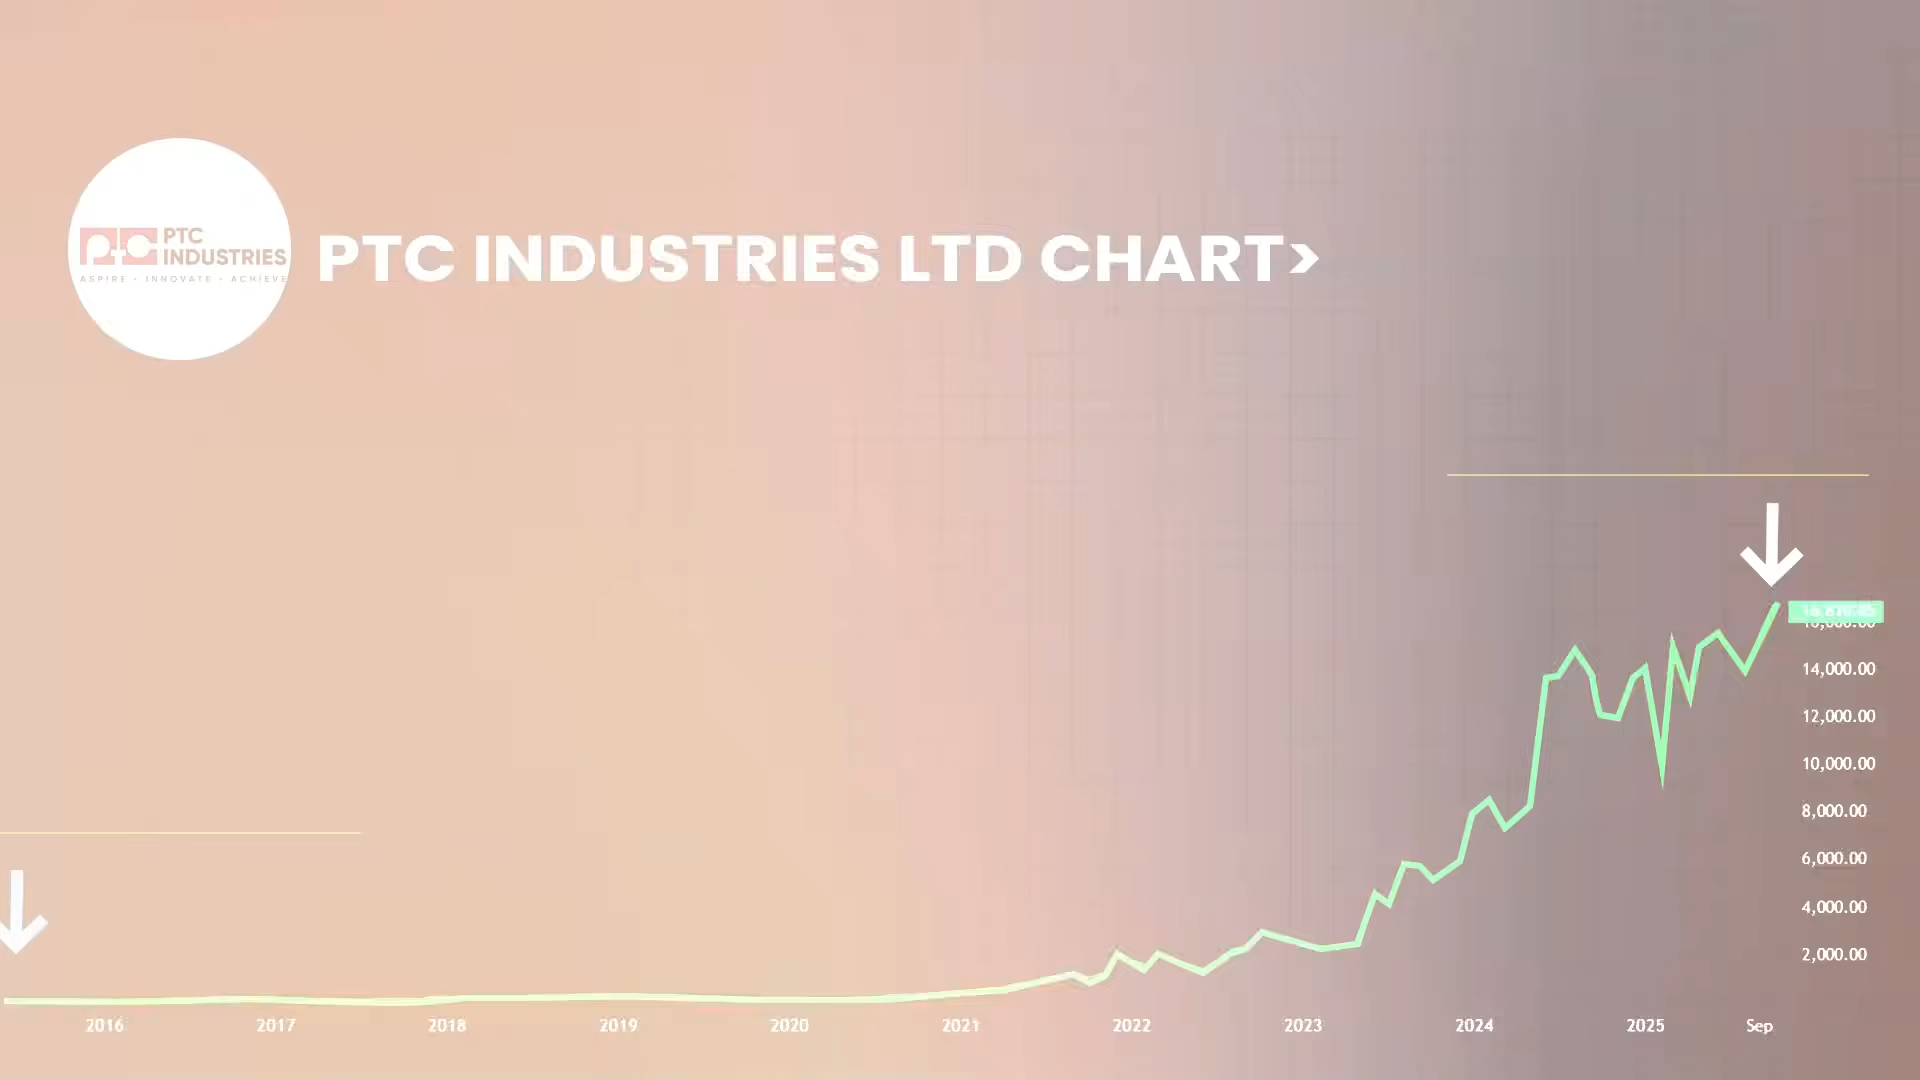 ptc PTC
INDUSTRIES
ASPIRE • INNOVATE • ACHIEVE
PTC INDUSTRIES LTD CHART>
14,000.00
12,000.00
10,000.00
8,000.00
6,000.00
4,000.00
2,000.00
2016 2017 2018 2019 2020 2021 2022 2023 2024 2025 Sep